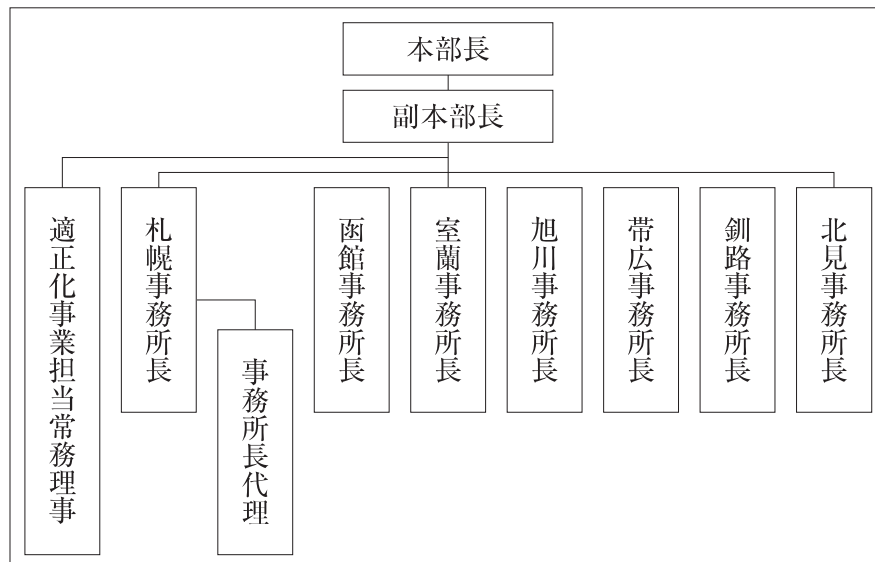 本部長
副本部長
適正化事業担当常務理事
札幌事務所長
事務所長代理
函館事務所長
室蘭事務所長
旭川事務所長
帯広事務所長
釧路事務所長
北見事務所長